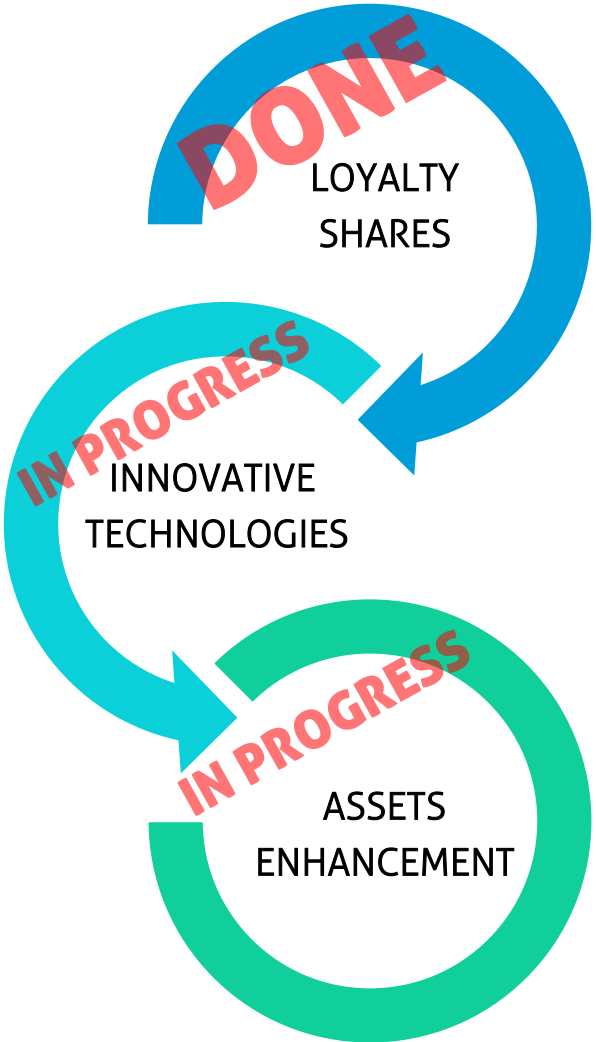 DONE
LOYALTY
SHARES
IN PROGRESS
INNOVATIVE
TECHNOLOGIES
IN PROGRESS
ASSETS
ENHANCEMENT